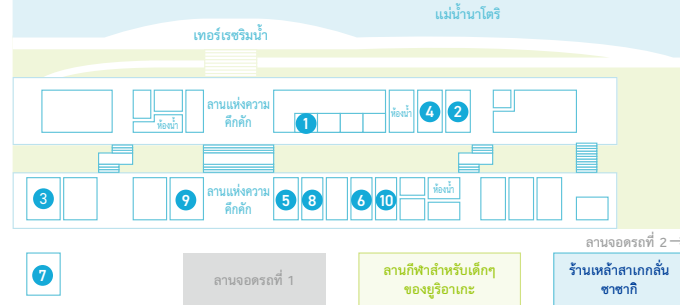 แม่น้ำนาโตริ
เทอร์เรซริมน้ำ
ลานแห่งความ
คึกคัก
ห้องน้ำ
1
ห้องน้ำ
4
2
3
9
ลานแห่งความ
คึกคัก
5
8
6
10
ห้องน้ำ
ลานจอดรถที่ 2
7
ลานจอดรถที่ 1
ลานกีฬาสำหรับเด็กๆ
ของยูริอาเกะ
ร้านเหล้าสาเกกลั่น
ซาซากิ